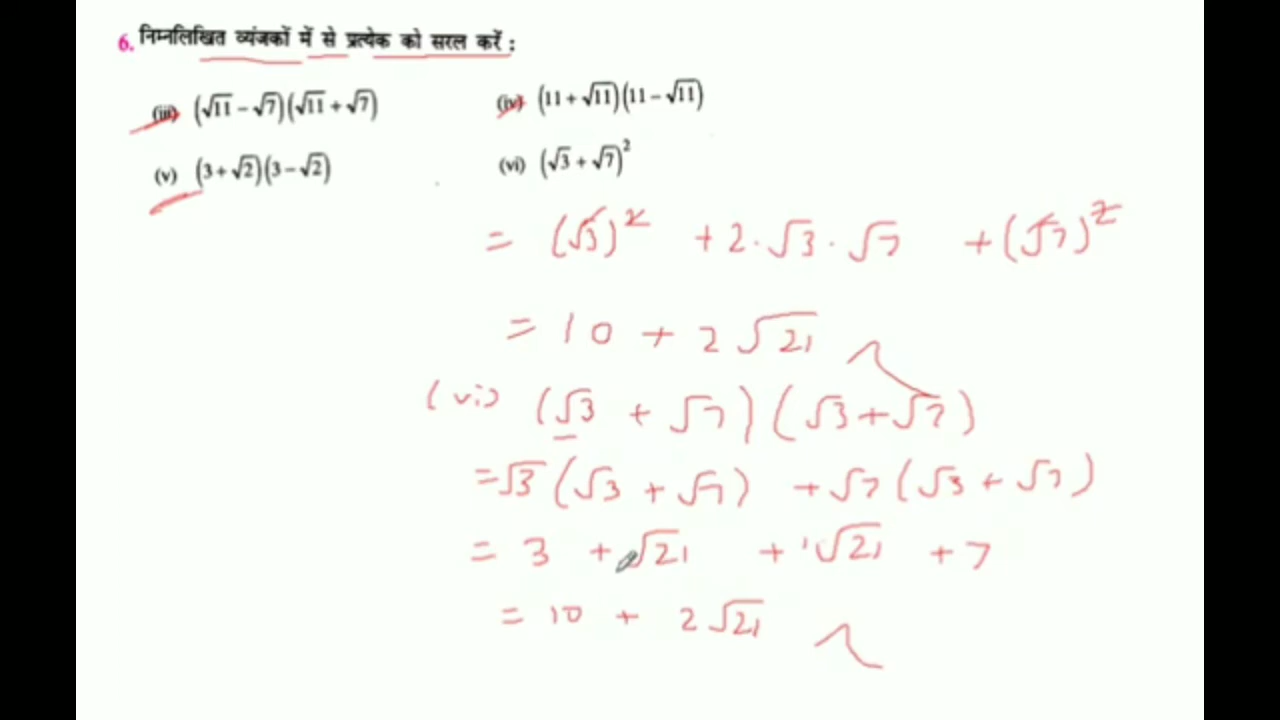 6. निम्नलिखित व्यंजकों में से प्रत्येक को सरल करें :
(iii) (√11 − √7)(√11 + √7) (iv) (11 + √11)(11 − √11)
(v) (3 + √2)(3 − √2) (vi) (√3 + √7)²
= (√3)² + 2·√3·√7 + (√7)²
= 10 + 2√21
(vi) (√3 + √7)(√3 + √7)
= √3(√3 + √7) + √7(√3 + √7)
= 3 + √21 + 1√21 + 7
= 10 + 2√21